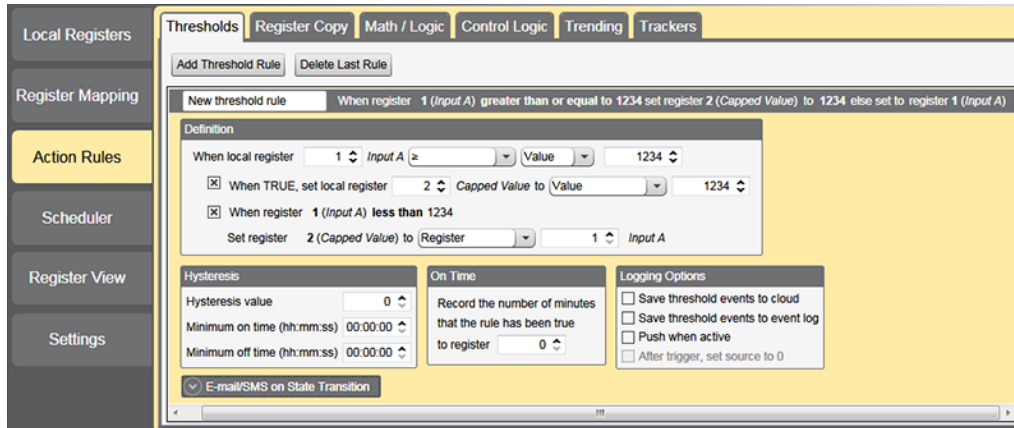 Local Registers
Register Mapping
Action Rules
Scheduler
Register View
Settings
Thresholds Register Copy Math / Logic Control Logic Trending Trackers
Add Threshold Rule Delete Last Rule
New threshold rule When register 1 (Input A) greater than or equal to 1234 set register 2 (Capped Value) to 1234 else set to register 1 (Input A)
Definition
When local register 1 Input A ≥ Value 1234
When TRUE, set local register 2 Capped Value to Value 1234
When register 1 (Input A) less than 1234
Set register 2 (Capped Value) to Register 1 Input A
Hysteresis
Hysteresis value 0
Minimum on time (hh:mm:ss) 00:00:00
Minimum off time (hh:mm:ss) 00:00:00
On Time
Record the number of minutes
that the rule has been true
to register 0
Logging Options
Save threshold events to cloud
Save threshold events to event log
Push when active
After trigger, set source to 0
E-mail/SMS on State Transition